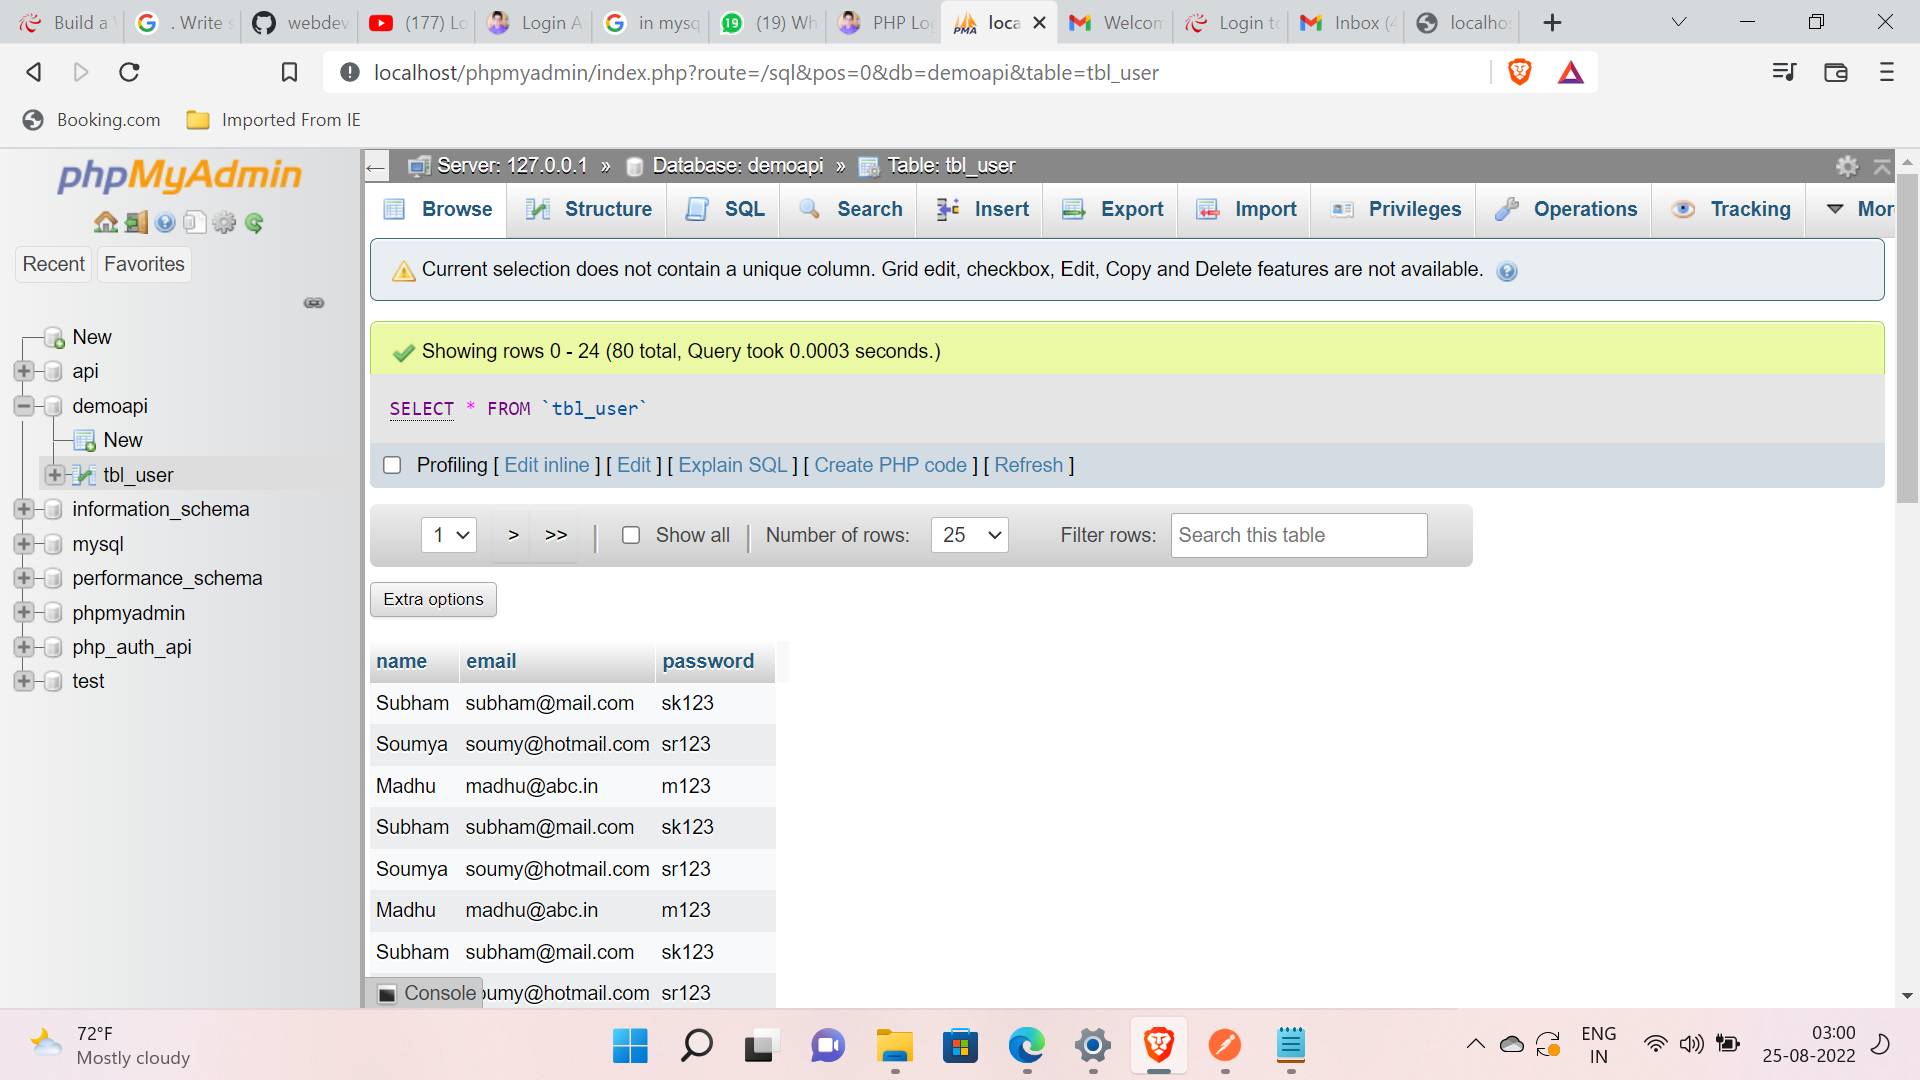 Build a
. Write s
webdev
(177) Lo
Login A
in mysq
(19) Wh
PHP Lo
loca
Welcom
Login to
Inbox (4
localhos
localhost/phpmyadmin/index.php?route=/sql&pos=0&db=demoapi&table=tbl_user
Booking.com
Imported From IE
phpMyAdmin
Recent
Favorites
New
api
demoapi
New
tbl_user
information_schema
mysql
performance_schema
phpmyadmin
php_auth_api
test
Server: 127.0.0.1 » Database: demoapi » Table: tbl_user
Browse
Structure
SQL
Search
Insert
Export
Import
Privileges
Operations
Tracking
Mor
Current selection does not contain a unique column. Grid edit, checkbox, Edit, Copy and Delete features are not available.
Showing rows 0 - 24 (80 total, Query took 0.0003 seconds.)
SELECT * FROM `tbl_user`
Profiling [ Edit inline ] [ Edit ] [ Explain SQL ] [ Create PHP code ] [ Refresh ]
1 > >> | Show all | Number of rows: 25 Filter rows: Search this table
Extra options
name email password
Subham subham@mail.com sk123
Soumya soumy@hotmail.com sr123
Madhu madhu@abc.in m123
Subham subham@mail.com sk123
Soumya soumy@hotmail.com sr123
Madhu madhu@abc.in m123
Subham subham@mail.com sk123
Console oumy@hotmail.com sr123
72°F
Mostly cloudy
ENG
IN
03:00
25-08-2022